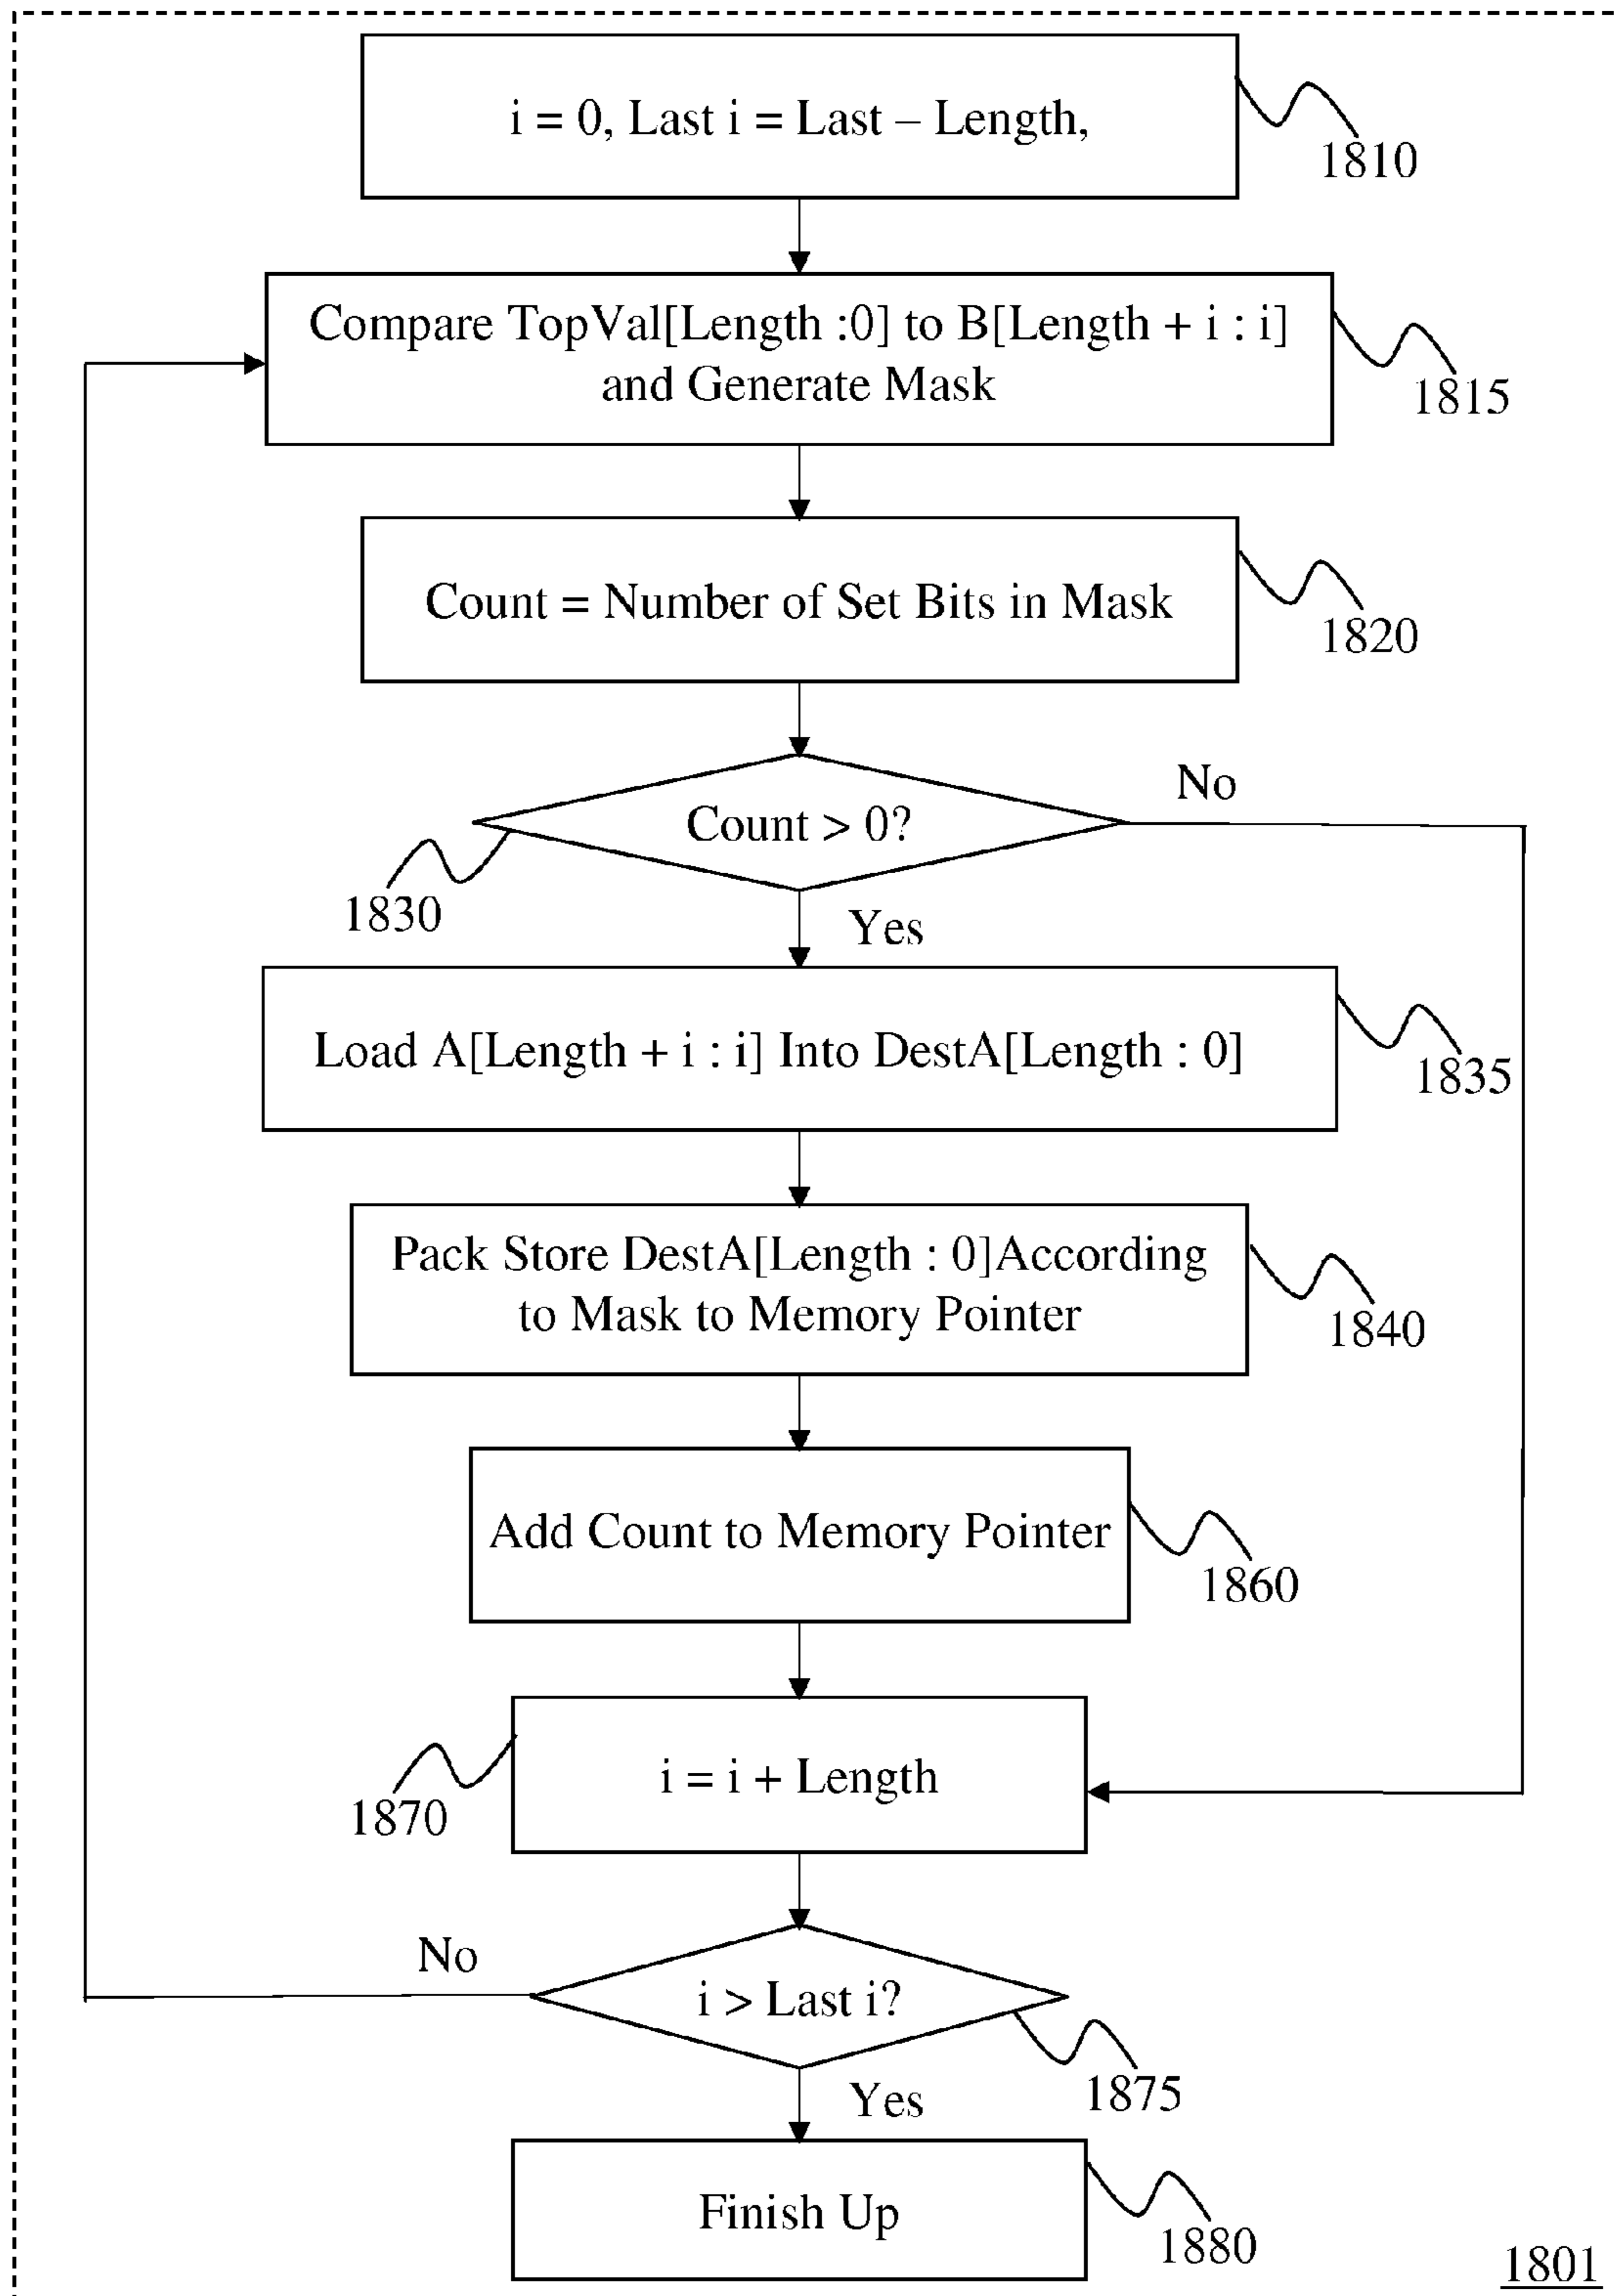 i = 0, Last i = Last – Length,
1810
Compare TopVal[Length :0] to B[Length + i : i]
and Generate Mask
1815
Count = Number of Set Bits in Mask
1820
No
Count > 0?
1830
Yes
Load A[Length + i : i] Into DestA[Length : 0]
1835
Pack Store DestA[Length : 0]According
to Mask to Memory Pointer
1840
Add Count to Memory Pointer
1860
i = i + Length
1870
No
i > Last i?
1875
Yes
Finish Up
1880
1801